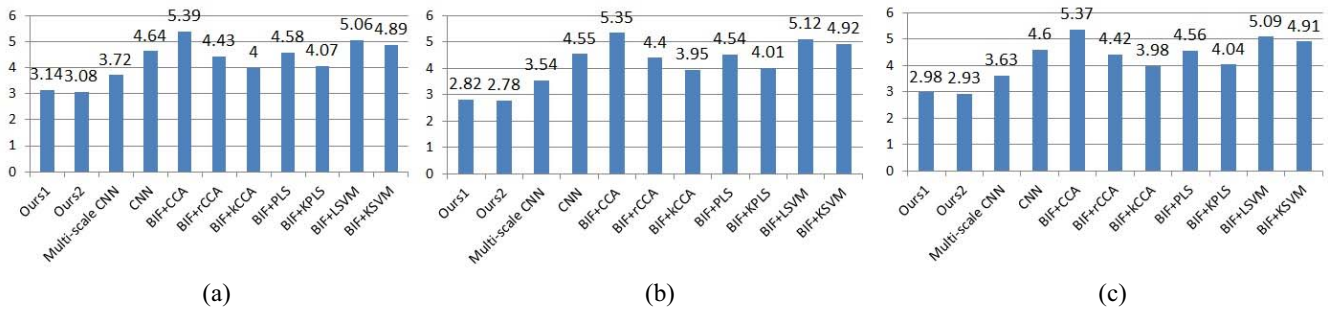 6
5
4
3
2
1
0
3.14
3.08
3.72
4.64
5.39
4.43
4
4.58
4.07
5.06
4.89
Ours1
Ours2
Multi-scale CNN
CNN
BIF+CCA
BIF+rCCA
BIF+kCCA
BIF+PLS
BIF+KPLS
BIF+LSVM
BIF+KSVM
(a)
6
5
4
3
2
1
0
2.82
2.78
3.54
4.55
5.35
4.4
3.95
4.54
4.01
5.12
4.92
Ours1
Ours2
Multi-scale CNN
CNN
BIF+CCA
BIF+rCCA
BIF+kCCA
BIF+PLS
BIF+KPLS
BIF+LSVM
BIF+KSVM
(b)
6
5
4
3
2
1
0
2.98
2.93
3.63
4.6
5.37
4.42
3.98
4.56
4.04
5.09
4.91
Ours1
Ours2
Multi-scale CNN
CNN
BIF+CCA
BIF+rCCA
BIF+kCCA
BIF+PLS
BIF+KPLS
BIF+LSVM
BIF+KSVM
(c)